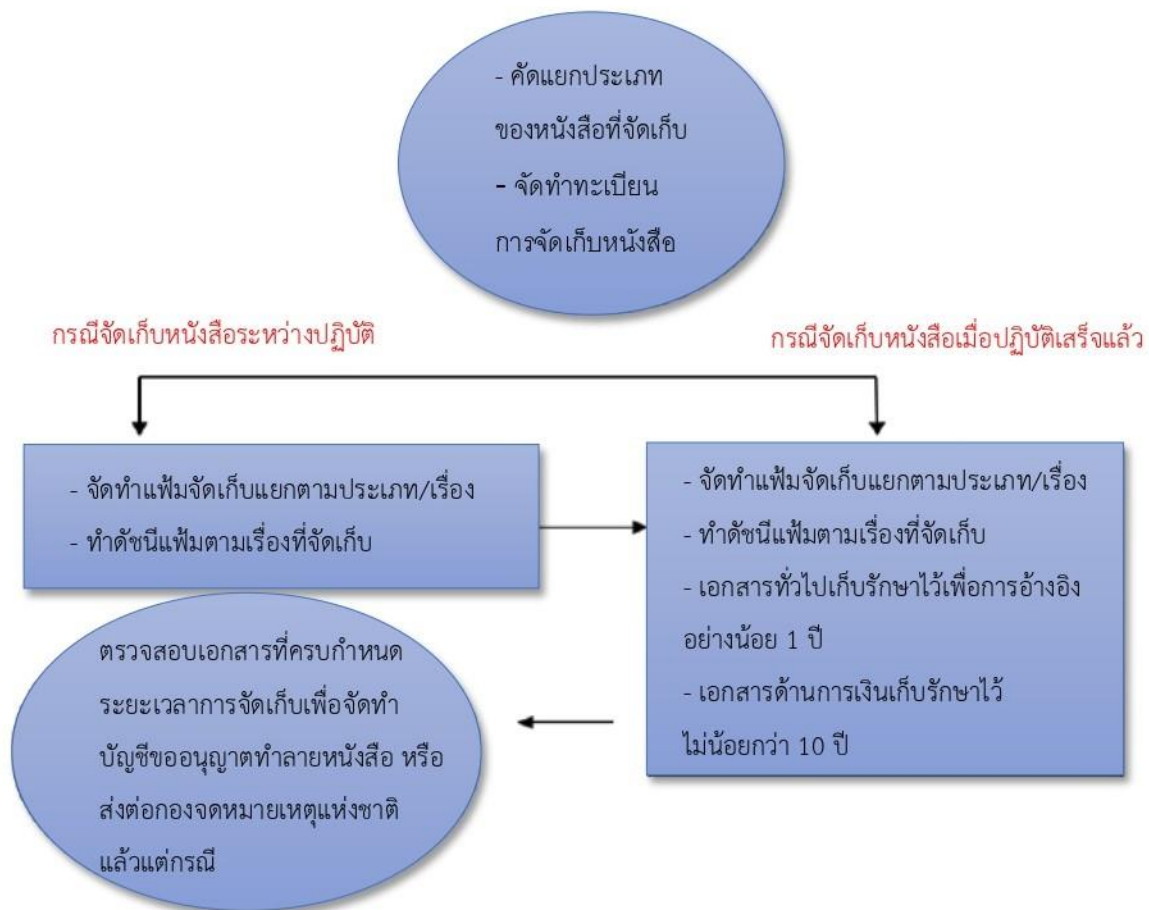 - คัดแยกประเภท
ของหนังสือที่จัดเก็บ
- จัดทำทะเบียน
การจัดเก็บหนังสือ
กรณีจัดเก็บหนังสือระหว่างปฏิบัติ
กรณีจัดเก็บหนังสือเมื่อปฏิบัติเสร็จแล้ว
- จัดทำแฟ้มจัดเก็บแยกตามประเภท/เรื่อง
- ทำดัชนีแฟ้มตามเรื่องที่จัดเก็บ
- จัดทำแฟ้มจัดเก็บแยกตามประเภท/เรื่อง
- ทำดัชนีแฟ้มตามเรื่องที่จัดเก็บ
- เอกสารทั่วไปเก็บรักษาไว้เพื่อการอ้างอิง
อย่างน้อย 1 ปี
- เอกสารด้านการเงินเก็บรักษาไว้
ไม่น้อยกว่า 10 ปี
ตรวจสอบเอกสารที่ครบกำหนด
ระยะเวลาการจัดเก็บเพื่อจัดทำ
บัญชีขออนุญาตทำลายหนังสือ หรือ
ส่งต่อกองจดหมายเหตุแห่งชาติ
แล้วแต่กรณี